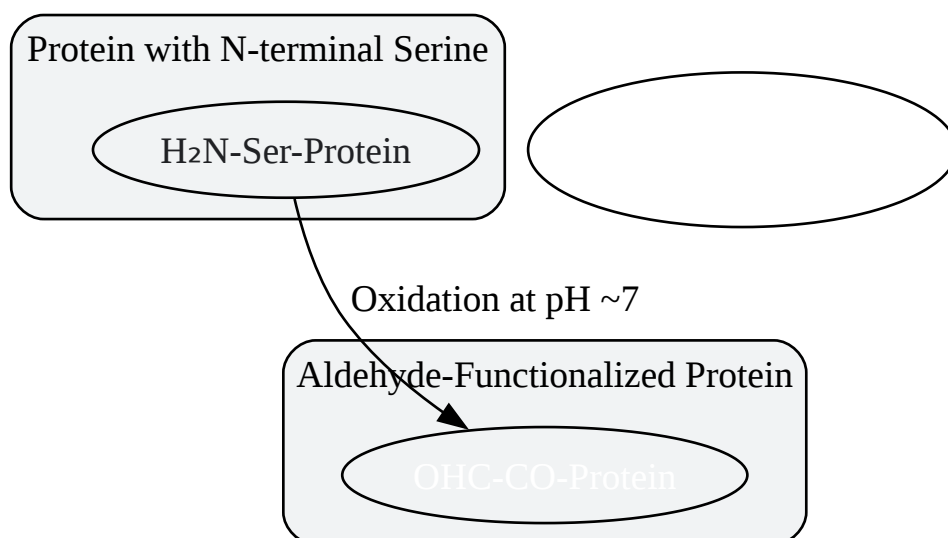 Protein with N-terminal Serine
H₂N-Ser-Protein
Oxidation at pH ~7
Aldehyde-Functionalized Protein
OHC-CO-Protein